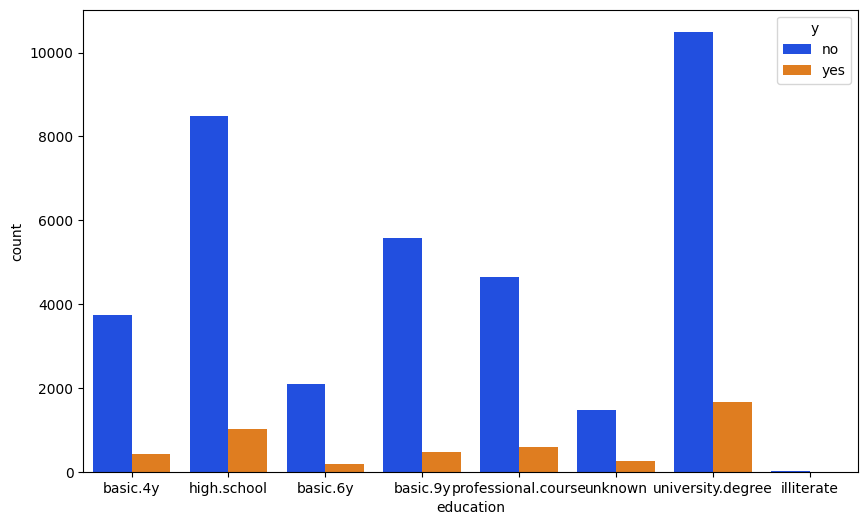 y
no
yes
10000
8000
6000
4000
2000
0
count
basic.4y high.school basic.6y basic.9y professional.course unknown university.degree illiterate
education